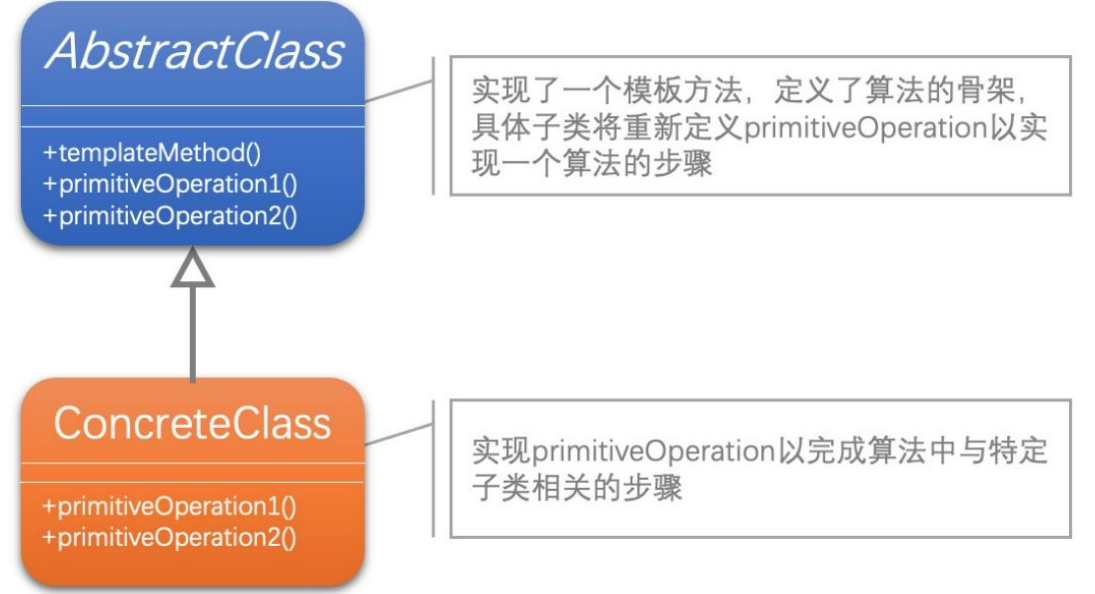 AbstractClass
+templateMethod()
+primitiveOperation1()
+primitiveOperation2()
实现了一个模板方法，定义了算法的骨架，
具体子类将重新定义primitiveOperation以实
现一个算法的步骤
ConcreteClass
+primitiveOperation1()
+primitiveOperation2()
实现primitiveOperation以完成算法中与特定
子类相关的步骤